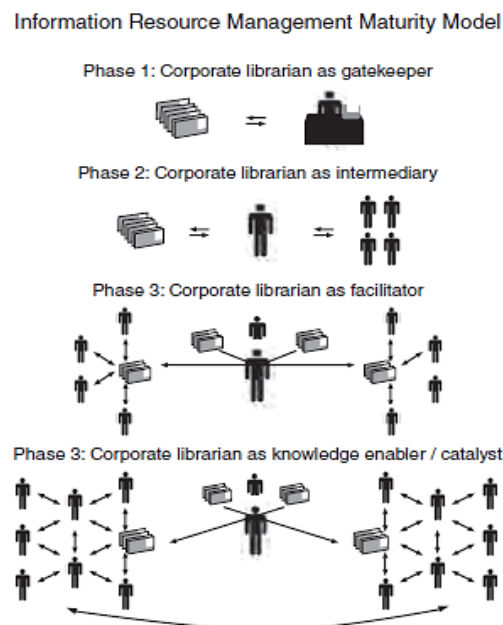 Information Resource Management Maturity Model
Phase 1: Corporate librarian as gatekeeper
Phase 2: Corporate librarian as intermediary
Phase 3: Corporate librarian as facilitator
Phase 3: Corporate librarian as knowledge enabler / catalyst